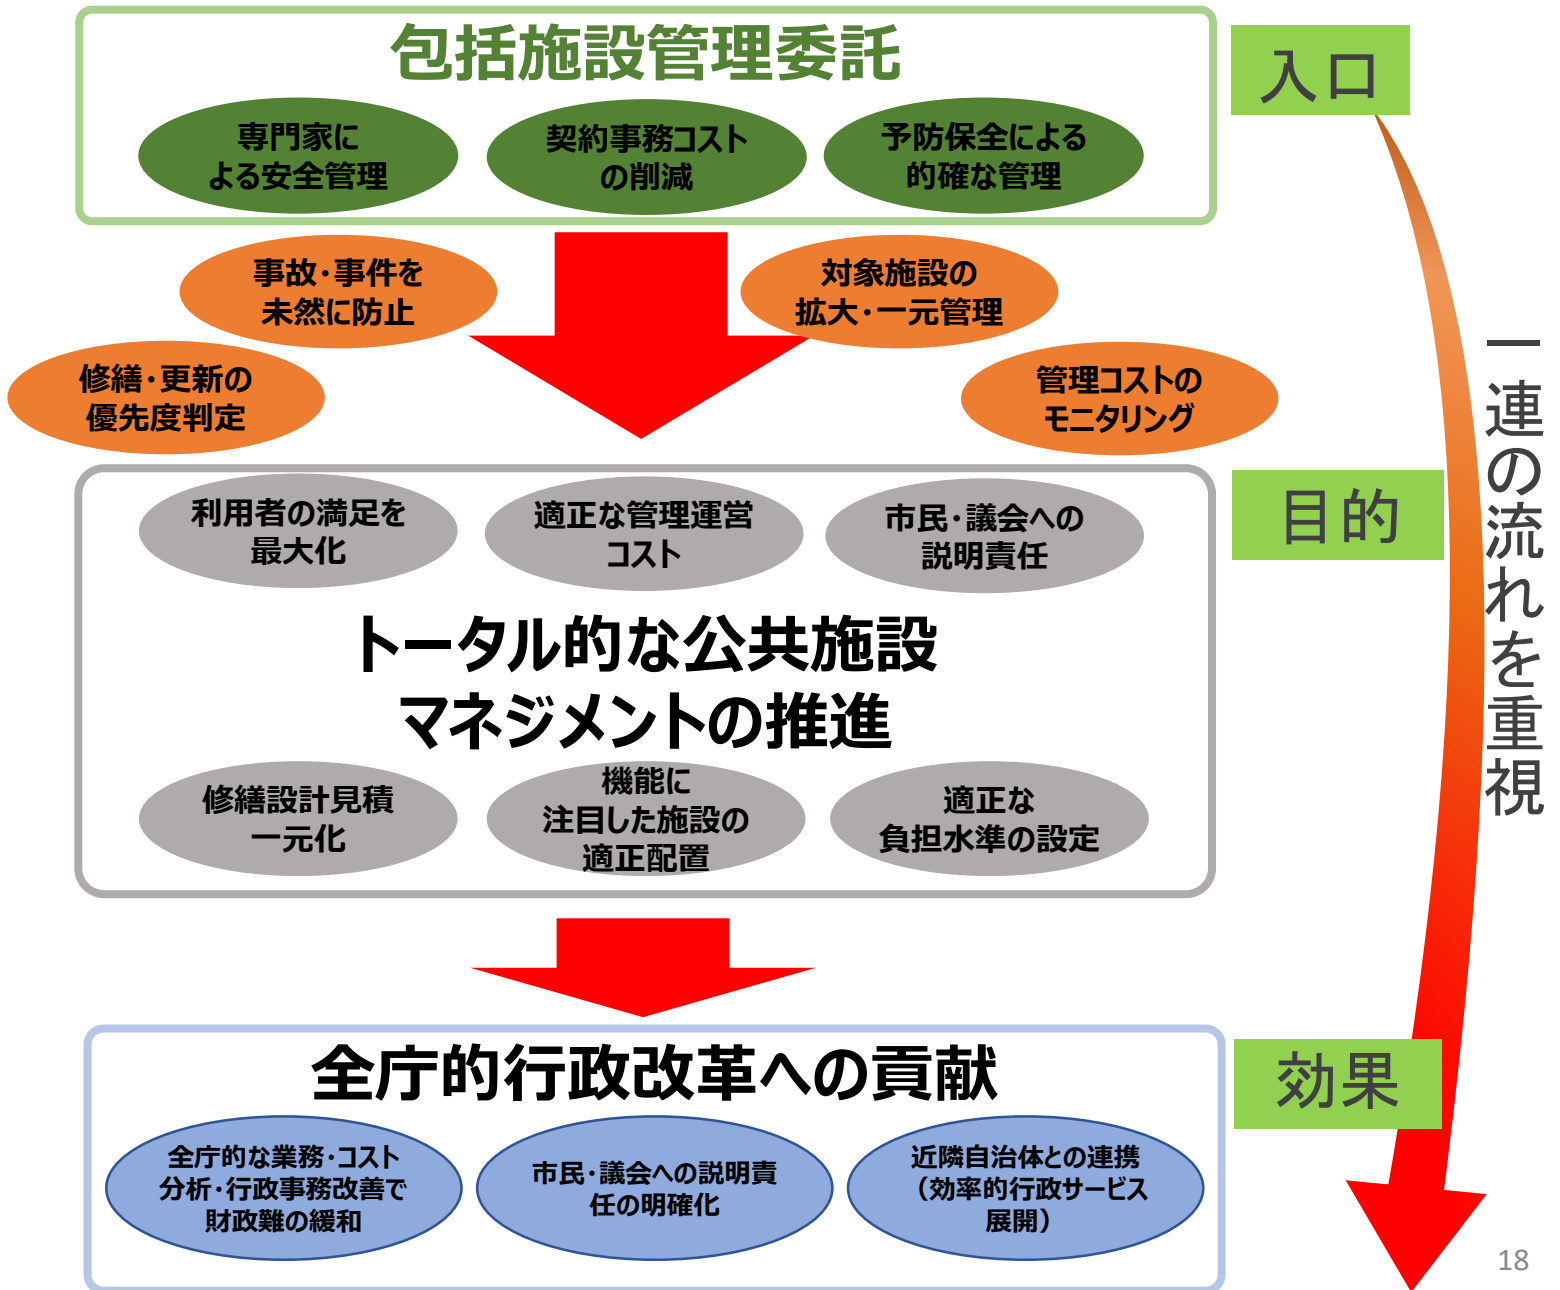 包括施設管理委託
入口
専門家に
よる安全管理
契約事務コスト
の削減
予防保全による
的確な管理
事故・事件を
未然に防止
対象施設の
拡大・一元管理
修繕・更新の
優先度判定
管理コストの
モニタリング
一連の流れを重視
目的
利用者の満足を
最大化
適正な管理運営
コスト
市民・議会への
説明責任
トータル的な公共施設
マネジメントの推進
修繕設計見積
一元化
機能に
注目した施設の
適正配置
適正な
負担水準の設定
全庁的行政改革への貢献
効果
全庁的な業務・コスト
分析・行政事務改善で
財政難の緩和
市民・議会への説明責
任の明確化
近隣自治体との連携
（効率的行政サービス
展開）
18